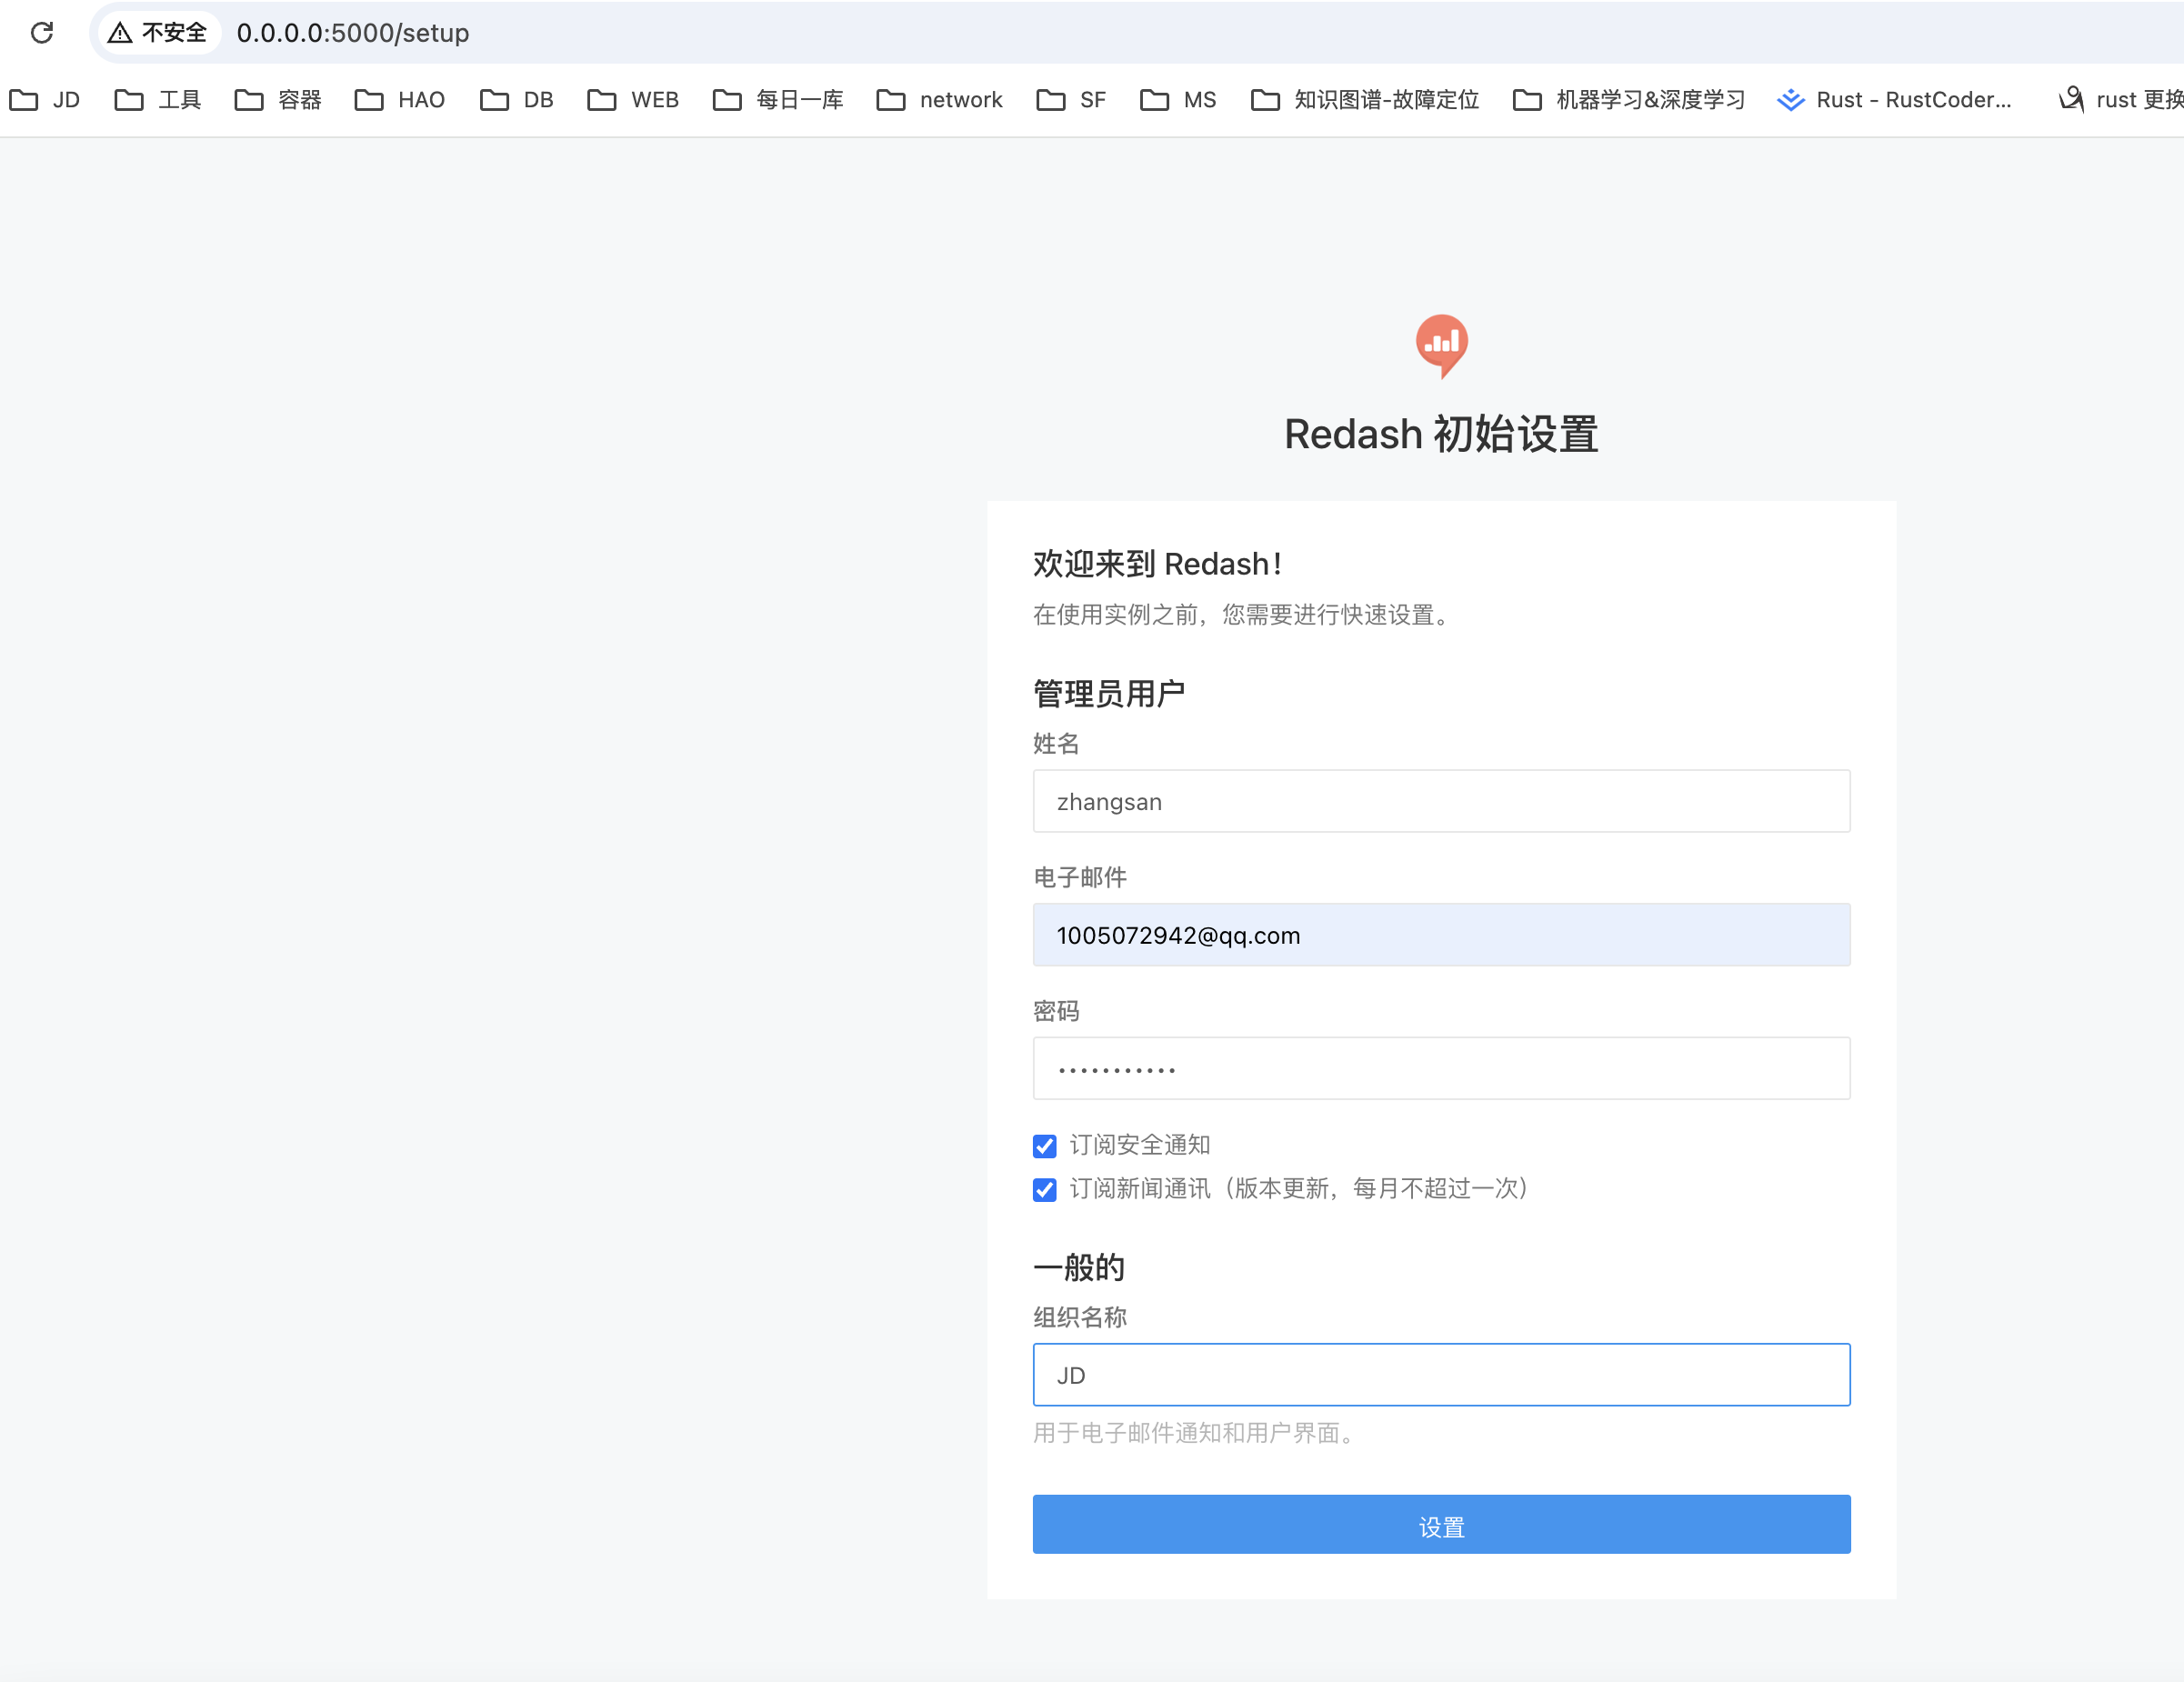 不安全 0.0.0.0:5000/setup
JD 工具 容器 HAO DB WEB 每日一库 network SF MS 知识图谱-故障定位 机器学习&深度学习 Rust - RustCoder... rust 更换
Redash 初始设置
欢迎来到 Redash！
在使用实例之前，您需要进行快速设置。
管理员用户
姓名
zhangsan
电子邮件
1005072942@qq.com
密码
•••••••••••
订阅安全通知
订阅新闻通讯（版本更新，每月不超过一次）
一般的
组织名称
JD
用于电子邮件通知和用户界面。
设置